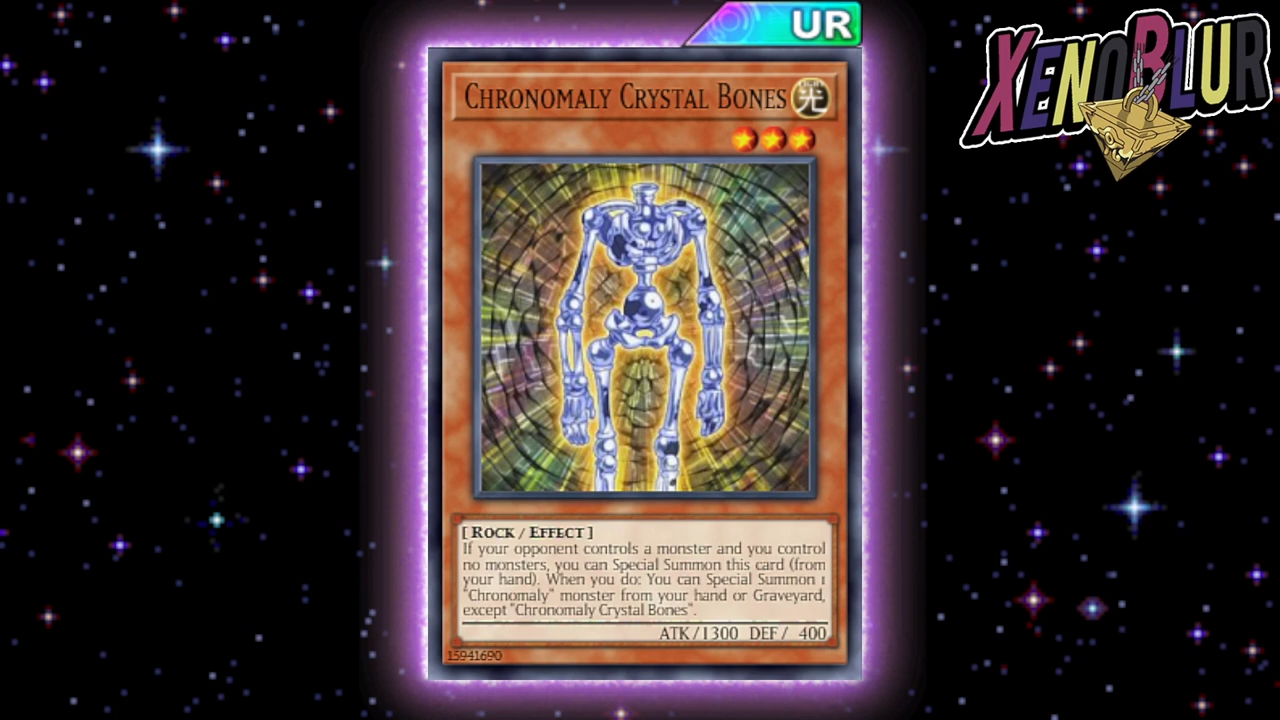 UR
XENOBLUR
CHRONOMALY CRYSTAL BONES
光
[ ROCK / EFFECT ]
If your opponent controls a monster and you control
no monsters, you can Special Summon this card (from
your hand). When you do: You can Special Summon 1
"Chronomaly" monster from your hand or Graveyard,
except "Chronomaly Crystal Bones".
ATK / 1300 DEF / 400
15941690